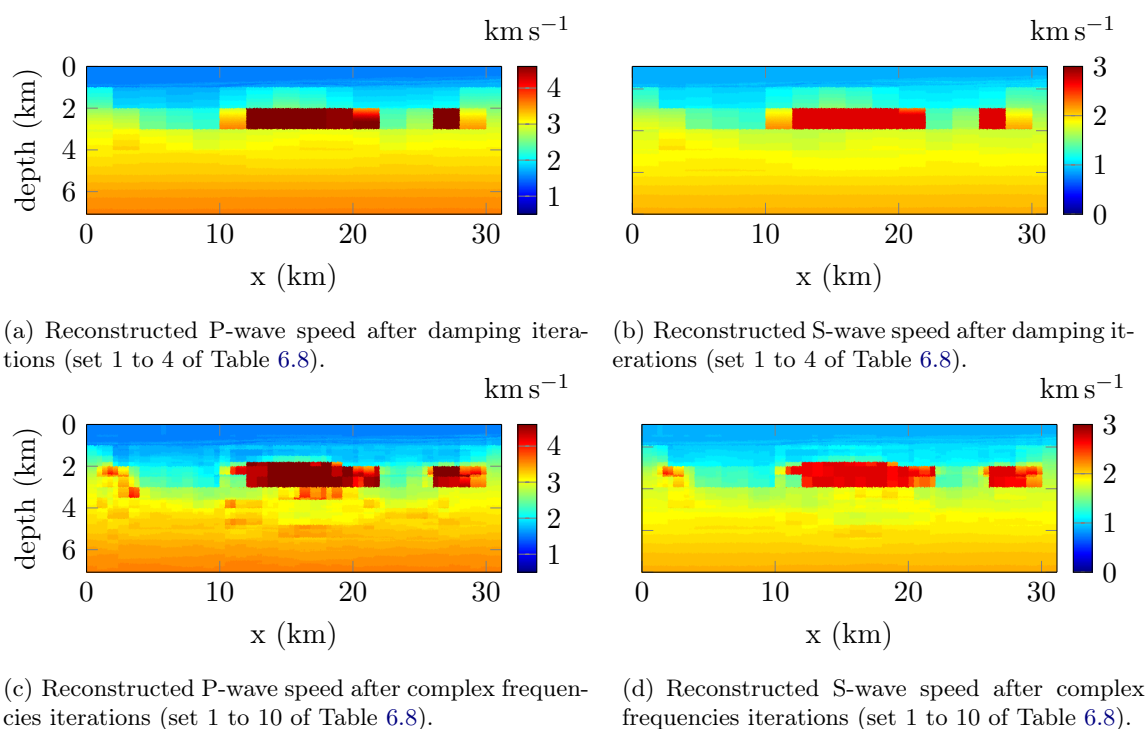 km s−1
km s−1
0
2
4
6
depth (km)
0
10
20
30
x (km)
4
3
2
1
0
10
20
30
x (km)
3
2
1
0
(a) Reconstructed P-wave speed after damping itera-
tions (set 1 to 4 of Table 6.8).
(b) Reconstructed S-wave speed after damping it-
erations (set 1 to 4 of Table 6.8).
km s−1
km s−1
0
2
4
6
depth (km)
0
10
20
30
x (km)
4
3
2
1
0
10
20
30
x (km)
3
2
1
0
(c) Reconstructed P-wave speed after complex frequen-
cies iterations (set 1 to 10 of Table 6.8).
(d) Reconstructed S-wave speed after complex
frequencies iterations (set 1 to 10 of Table 6.8).